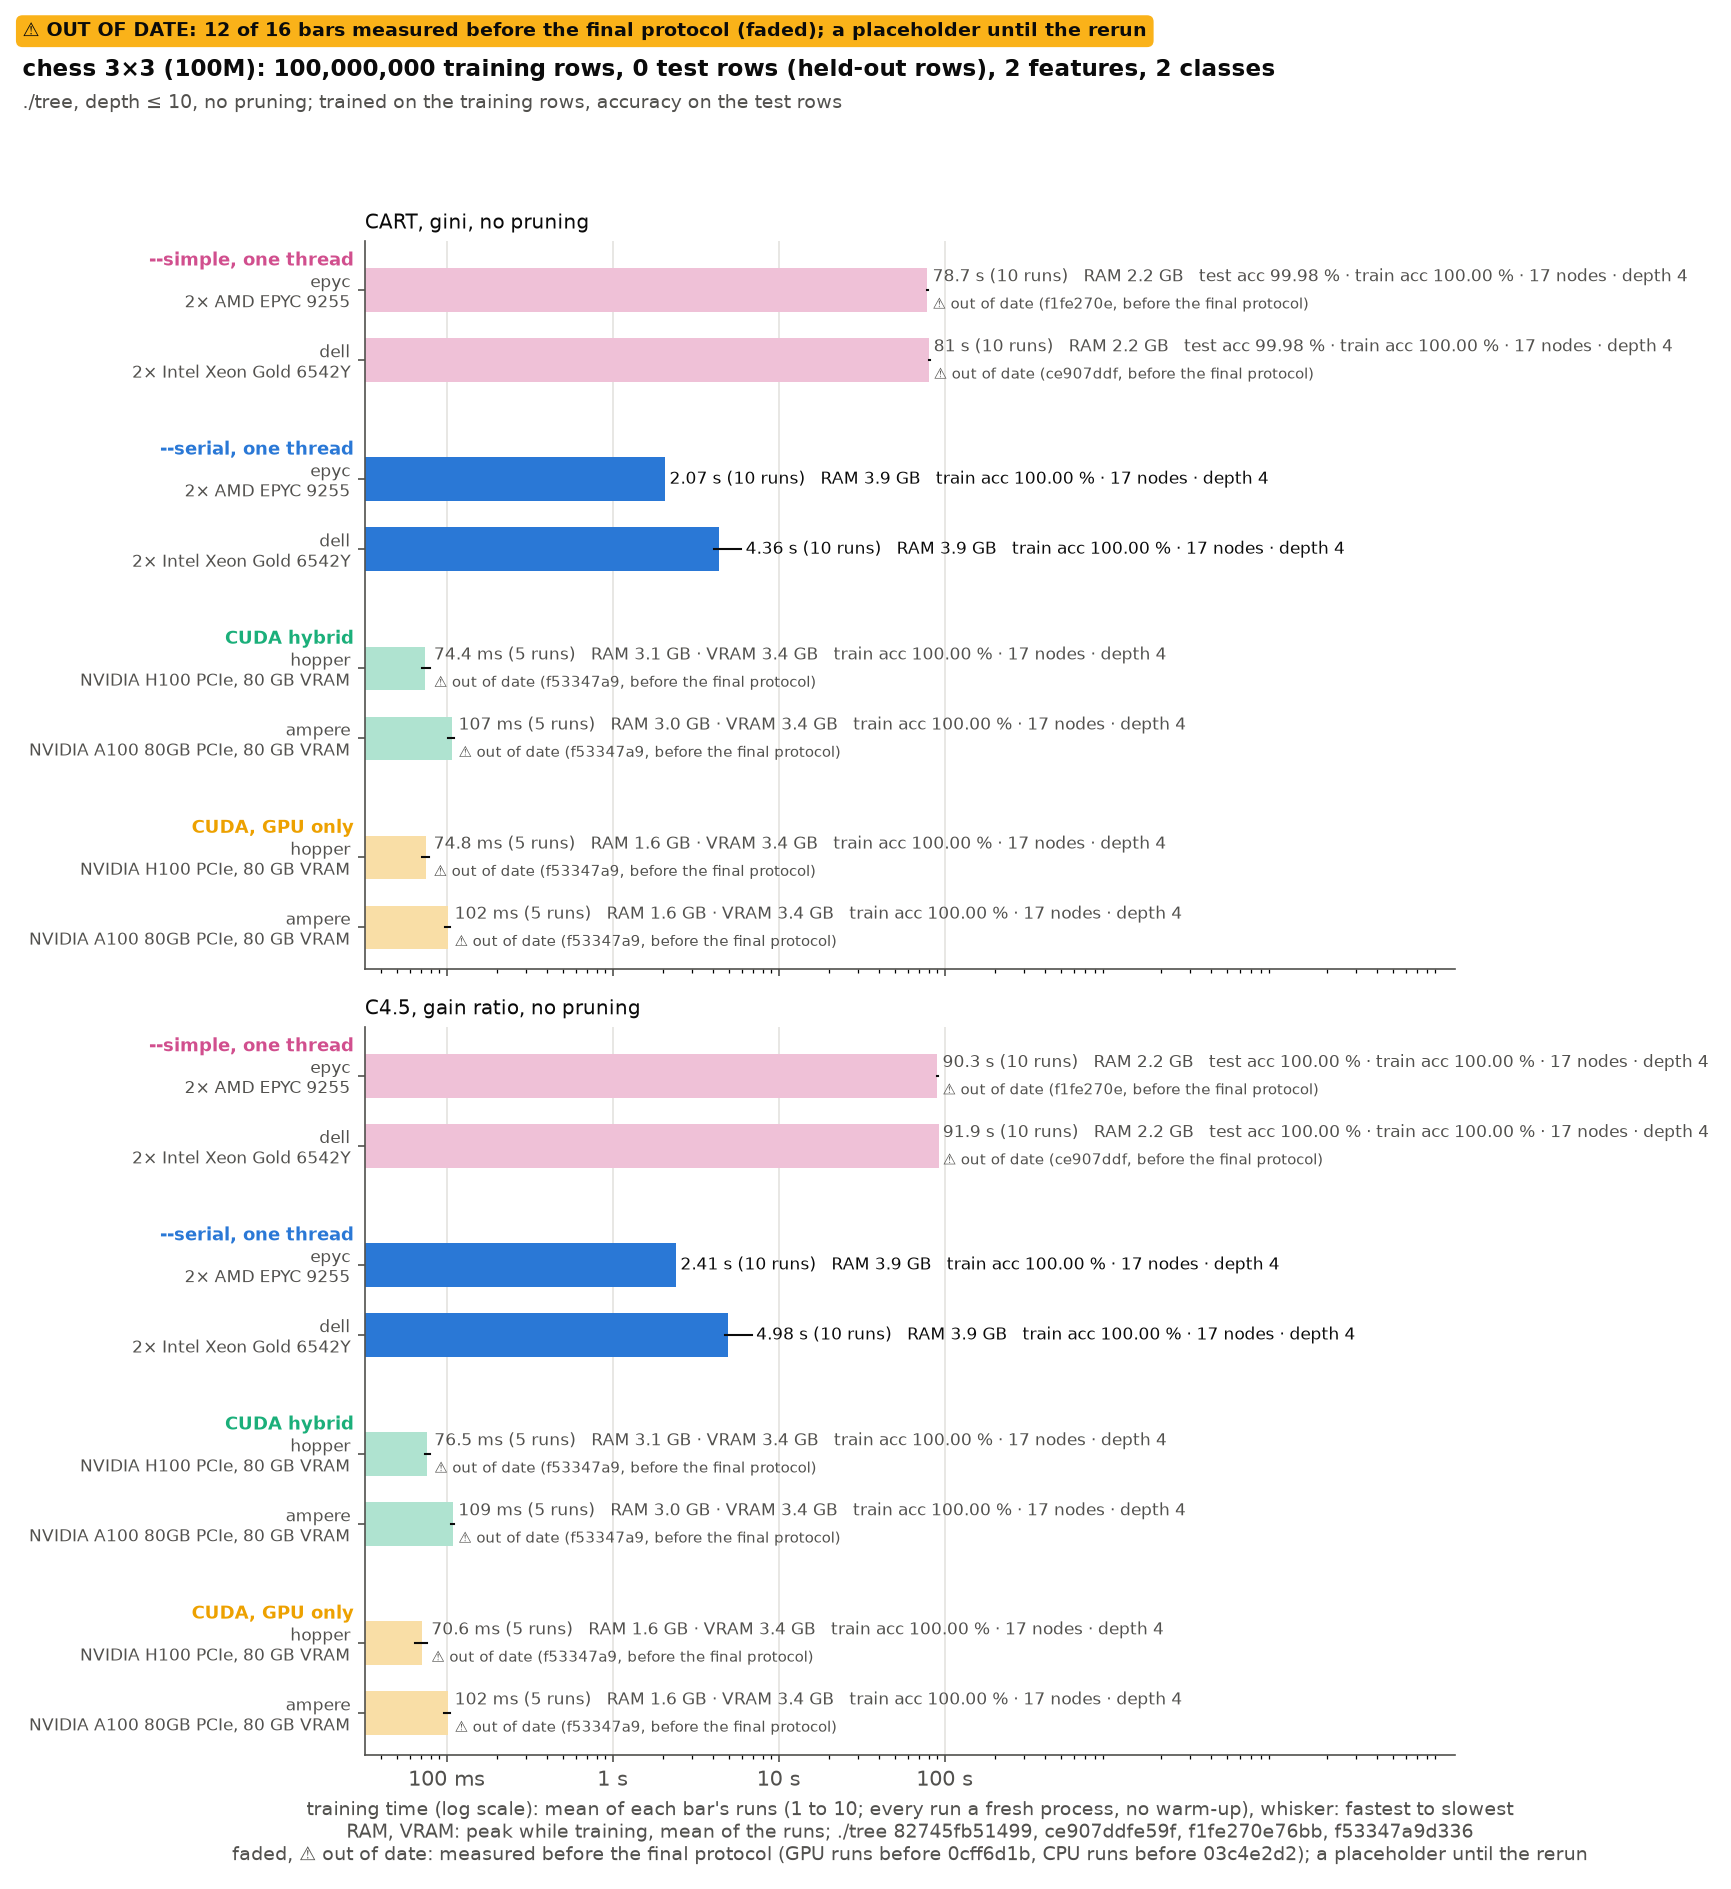 ⚠ OUT OF DATE: 12 of 16 bars measured before the final protocol (faded); a placeholder until the rerun
chess 3×3 (100M): 100,000,000 training rows, 0 test rows (held-out rows), 2 features, 2 classes
./tree, depth ≤ 10, no pruning; trained on the training rows, accuracy on the test rows
CART, gini, no pruning
--simple, one thread
epyc
2× AMD EPYC 9255
78.7 s (10 runs)   RAM 2.2 GB   test acc 99.98 % · train acc 100.00 % · 17 nodes · depth 4
⚠ out of date (f1fe270e, before the final protocol)
dell
2× Intel Xeon Gold 6542Y
81 s (10 runs)   RAM 2.2 GB   test acc 99.98 % · train acc 100.00 % · 17 nodes · depth 4
⚠ out of date (ce907ddf, before the final protocol)
--serial, one thread
epyc
2× AMD EPYC 9255
2.07 s (10 runs)   RAM 3.9 GB   train acc 100.00 % · 17 nodes · depth 4
dell
2× Intel Xeon Gold 6542Y
4.36 s (10 runs)   RAM 3.9 GB   train acc 100.00 % · 17 nodes · depth 4
CUDA hybrid
hopper
NVIDIA H100 PCIe, 80 GB VRAM
74.4 ms (5 runs)   RAM 3.1 GB · VRAM 3.4 GB   train acc 100.00 % · 17 nodes · depth 4
⚠ out of date (f53347a9, before the final protocol)
ampere
NVIDIA A100 80GB PCIe, 80 GB VRAM
107 ms (5 runs)   RAM 3.0 GB · VRAM 3.4 GB   train acc 100.00 % · 17 nodes · depth 4
⚠ out of date (f53347a9, before the final protocol)
CUDA, GPU only
hopper
NVIDIA H100 PCIe, 80 GB VRAM
74.8 ms (5 runs)   RAM 1.6 GB · VRAM 3.4 GB   train acc 100.00 % · 17 nodes · depth 4
⚠ out of date (f53347a9, before the final protocol)
ampere
NVIDIA A100 80GB PCIe, 80 GB VRAM
102 ms (5 runs)   RAM 1.6 GB · VRAM 3.4 GB   train acc 100.00 % · 17 nodes · depth 4
⚠ out of date (f53347a9, before the final protocol)
C4.5, gain ratio, no pruning
--simple, one thread
epyc
2× AMD EPYC 9255
90.3 s (10 runs)   RAM 2.2 GB   test acc 100.00 % · train acc 100.00 % · 17 nodes · depth 4
⚠ out of date (f1fe270e, before the final protocol)
dell
2× Intel Xeon Gold 6542Y
91.9 s (10 runs)   RAM 2.2 GB   test acc 100.00 % · train acc 100.00 % · 17 nodes · depth 4
⚠ out of date (ce907ddf, before the final protocol)
--serial, one thread
epyc
2× AMD EPYC 9255
2.41 s (10 runs)   RAM 3.9 GB   train acc 100.00 % · 17 nodes · depth 4
dell
2× Intel Xeon Gold 6542Y
4.98 s (10 runs)   RAM 3.9 GB   train acc 100.00 % · 17 nodes · depth 4
CUDA hybrid
hopper
NVIDIA H100 PCIe, 80 GB VRAM
76.5 ms (5 runs)   RAM 3.1 GB · VRAM 3.4 GB   train acc 100.00 % · 17 nodes · depth 4
⚠ out of date (f53347a9, before the final protocol)
ampere
NVIDIA A100 80GB PCIe, 80 GB VRAM
109 ms (5 runs)   RAM 3.0 GB · VRAM 3.4 GB   train acc 100.00 % · 17 nodes · depth 4
⚠ out of date (f53347a9, before the final protocol)
CUDA, GPU only
hopper
NVIDIA H100 PCIe, 80 GB VRAM
70.6 ms (5 runs)   RAM 1.6 GB · VRAM 3.4 GB   train acc 100.00 % · 17 nodes · depth 4
⚠ out of date (f53347a9, before the final protocol)
ampere
NVIDIA A100 80GB PCIe, 80 GB VRAM
102 ms (5 runs)   RAM 1.6 GB · VRAM 3.4 GB   train acc 100.00 % · 17 nodes · depth 4
⚠ out of date (f53347a9, before the final protocol)
100 ms   1 s   10 s   100 s
training time (log scale): mean of each bar's runs (1 to 10; every run a fresh process, no warm-up), whisker: fastest to slowest
RAM, VRAM: peak while training, mean of the runs; ./tree 82745fb51499, ce907ddfe59f, f1fe270e76bb, f53347a9d336
faded, ⚠ out of date: measured before the final protocol (GPU runs before 0cff6d1b, CPU runs before 03c4e2d2); a placeholder until the rerun